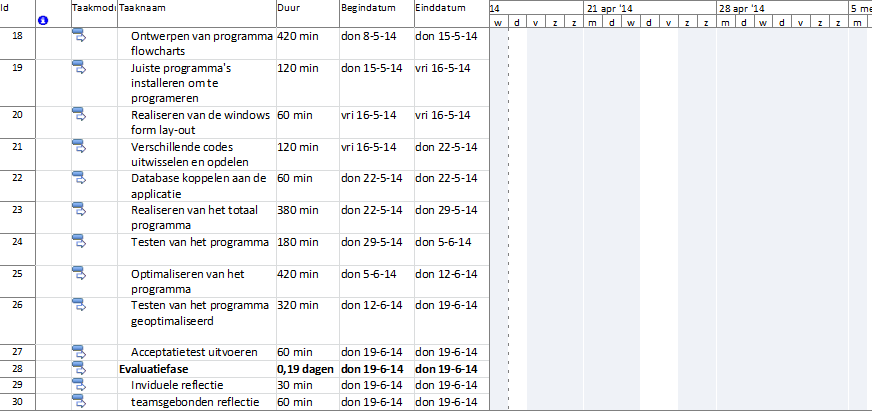 Id Taakmodu Taaknaam Duur Begindatum Einddatum 14 21 apr '14 28 apr '14 5 me
w d v z z m d w d v z z m d w d v z z m
18 Ontwerpen van programma 420 min don 8-5-14 don 15-5-14
flowcharts
19 Juiste programma's 120 min don 15-5-14 vri 16-5-14
installeren om te
programeren
20 Realiseren van de windows 60 min vri 16-5-14 vri 16-5-14
form lay-out
21 Verschillende codes 120 min vri 16-5-14 don 22-5-14
uitwisselen en opdelen
22 Database koppelen aan de 60 min don 22-5-14 don 22-5-14
applicatie
23 Realiseren van het totaal 380 min don 22-5-14 don 29-5-14
programma
24 Testen van het programma 180 min don 29-5-14 don 5-6-14
25 Optimaliseren van het 420 min don 5-6-14 don 12-6-14
programma
26 Testen van het programma 320 min don 12-6-14 don 19-6-14
geoptimaliseerd
27 Acceptatietest uitvoeren 60 min don 19-6-14 don 19-6-14
28 Evaluatiefase 0,19 dagen don 19-6-14 don 19-6-14
29 Inviduele reflectie 30 min don 19-6-14 don 19-6-14
30 teamsgebonden reflectie 60 min don 19-6-14 don 19-6-14